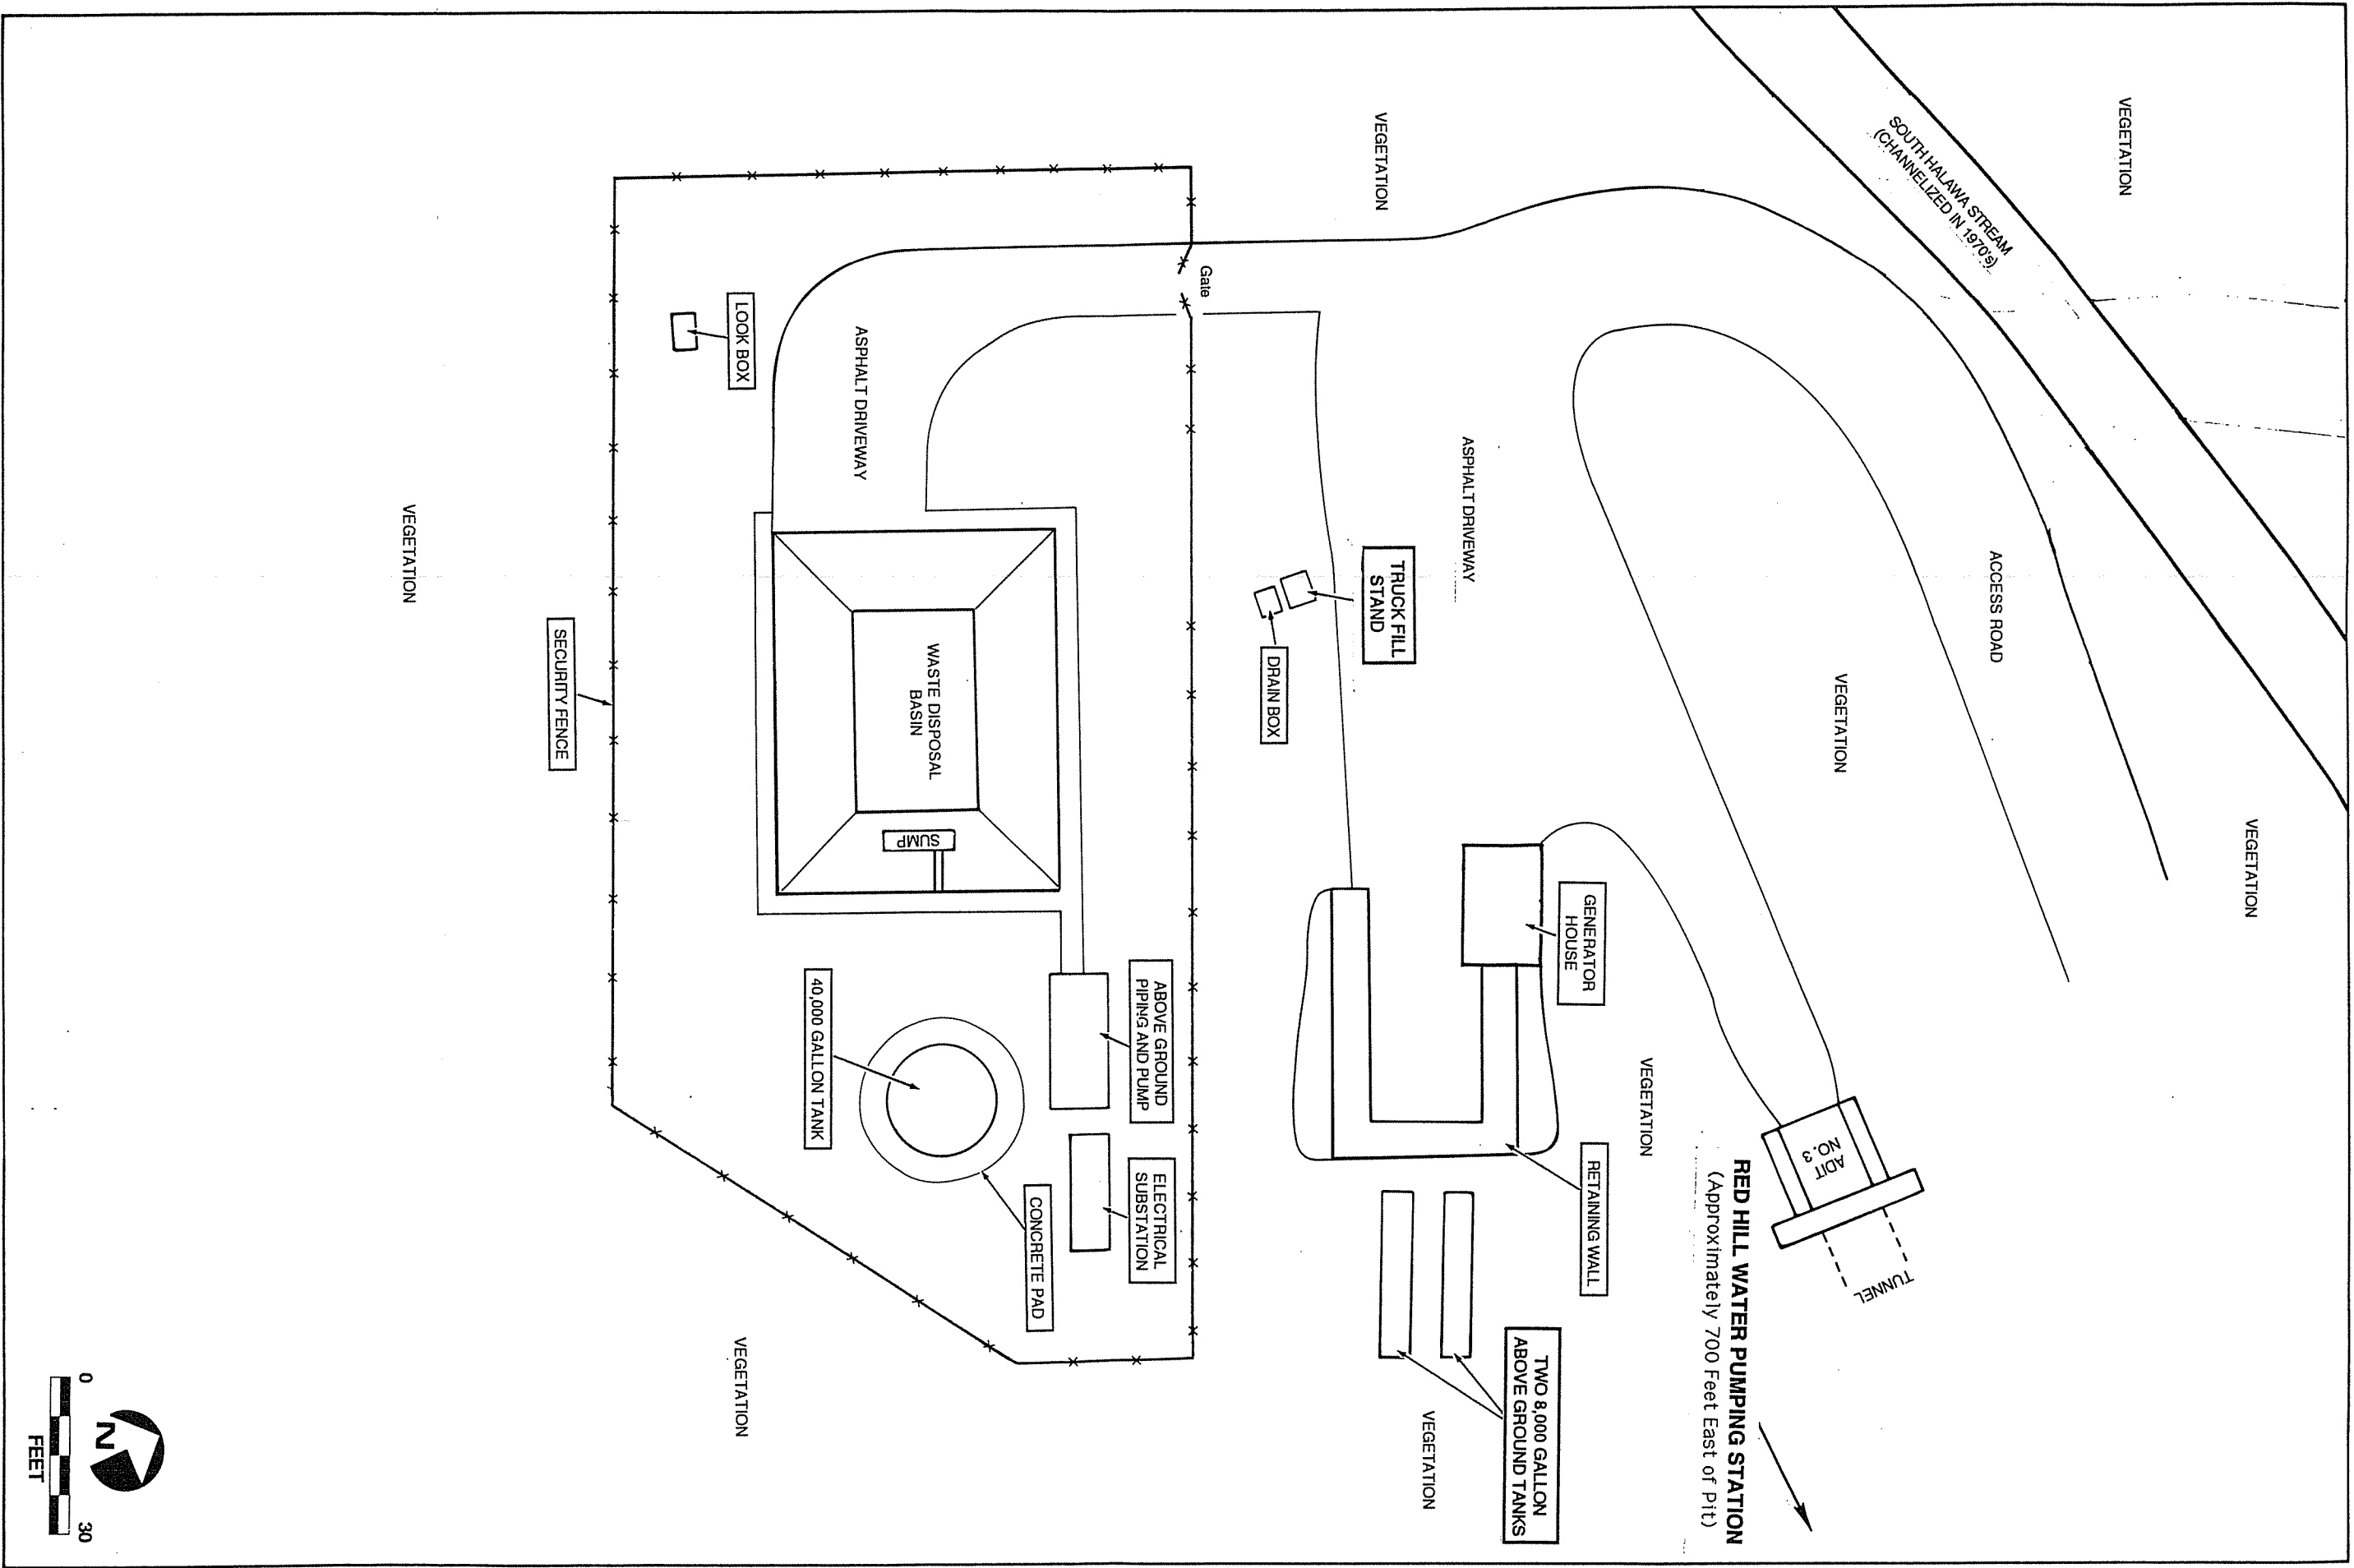 VEGETATION
SOUTH HALAWA STREAM
(CHANNELIZED IN 1970's)
VEGETATION
ACCESS ROAD
VEGETATION
VEGETATION
ADIT
NO. 3
TUNNEL
RED HILL WATER PUMPING STATION
(Approximately 700 Feet East of Pit)
VEGETATION
GENERATOR
HOUSE
RETAINING WALL
TWO 8,000 GALLON
ABOVE GROUND TANKS
VEGETATION
ASPHALT DRIVEWAY
TRUCK FILL
STAND
DRAIN BOX
Gate
ABOVE GROUND
PIPING AND PUMP
ELECTRICAL
SUBSTATION
CONCRETE PAD
WASTE DISPOSAL
BASIN
SUMP
ASPHALT DRIVEWAY
40,000 GALLON TANK
LOOK BOX
VEGETATION
SECURITY FENCE
VEGETATION
N
0
30
FEET